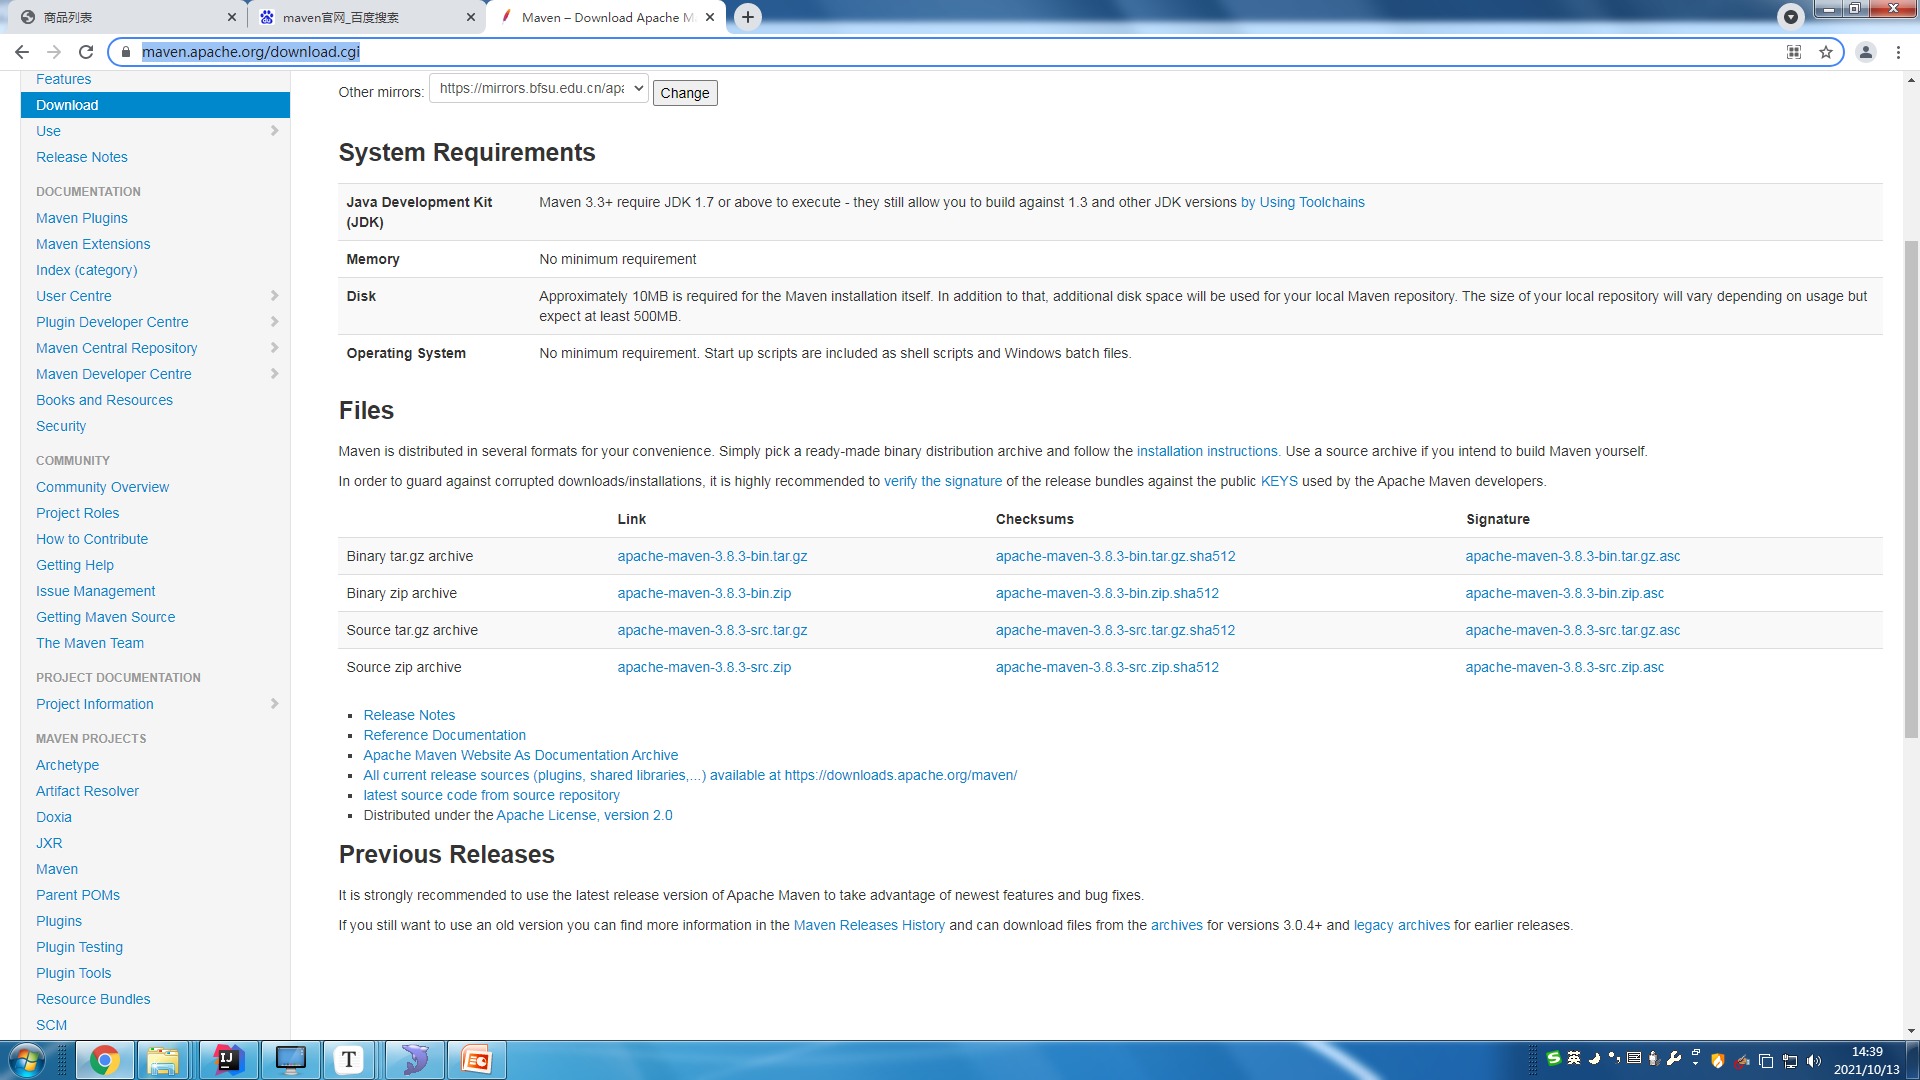 商品列表
maven官网_百度搜索
Maven – Download Apache M
maven.apache.org/download.cgi
Features
Download
Use
Release Notes
DOCUMENTATION
Maven Plugins
Maven Extensions
Index (category)
User Centre
Plugin Developer Centre
Maven Central Repository
Maven Developer Centre
Books and Resources
Security
COMMUNITY
Community Overview
Project Roles
How to Contribute
Getting Help
Issue Management
Getting Maven Source
The Maven Team
PROJECT DOCUMENTATION
Project Information
MAVEN PROJECTS
Archetype
Artifact Resolver
Doxia
JXR
Maven
Parent POMs
Plugins
Plugin Testing
Plugin Tools
Resource Bundles
SCM
Other mirrors: https://mirrors.bfsu.edu.cn/apa Change
System Requirements
Java Development Kit (JDK)
Maven 3.3+ require JDK 1.7 or above to execute - they still allow you to build against 1.3 and other JDK versions by Using Toolchains
Memory No minimum requirement
Disk Approximately 10MB is required for the Maven installation itself. In addition to that, additional disk space will be used for your local Maven repository. The size of your local repository will vary depending on usage but
expect at least 500MB.
Operating System No minimum requirement. Start up scripts are included as shell scripts and Windows batch files.
Files
Maven is distributed in several formats for your convenience. Simply pick a ready-made binary distribution archive and follow the installation instructions. Use a source archive if you intend to build Maven yourself.
In order to guard against corrupted downloads/installations, it is highly recommended to verify the signature of the release bundles against the public KEYS used by the Apache Maven developers.
Link Checksums Signature
Binary tar.gz archive apache-maven-3.8.3-bin.tar.gz apache-maven-3.8.3-bin.tar.gz.sha512 apache-maven-3.8.3-bin.tar.gz.asc
Binary zip archive apache-maven-3.8.3-bin.zip apache-maven-3.8.3-bin.zip.sha512 apache-maven-3.8.3-bin.zip.asc
Source tar.gz archive apache-maven-3.8.3-src.tar.gz apache-maven-3.8.3-src.tar.gz.sha512 apache-maven-3.8.3-src.tar.gz.asc
Source zip archive apache-maven-3.8.3-src.zip apache-maven-3.8.3-src.zip.sha512 apache-maven-3.8.3-src.zip.asc
Release Notes
Reference Documentation
Apache Maven Website As Documentation Archive
All current release sources (plugins, shared libraries,...) available at https://downloads.apache.org/maven/
latest source code from source repository
Distributed under the Apache License, version 2.0
Previous Releases
It is strongly recommended to use the latest release version of Apache Maven to take advantage of newest features and bug fixes.
If you still want to use an old version you can find more information in the Maven Releases History and can download files from the archives for versions 3.0.4+ and legacy archives for earlier releases.
IJ
T
S 英
14:39
2021/10/13